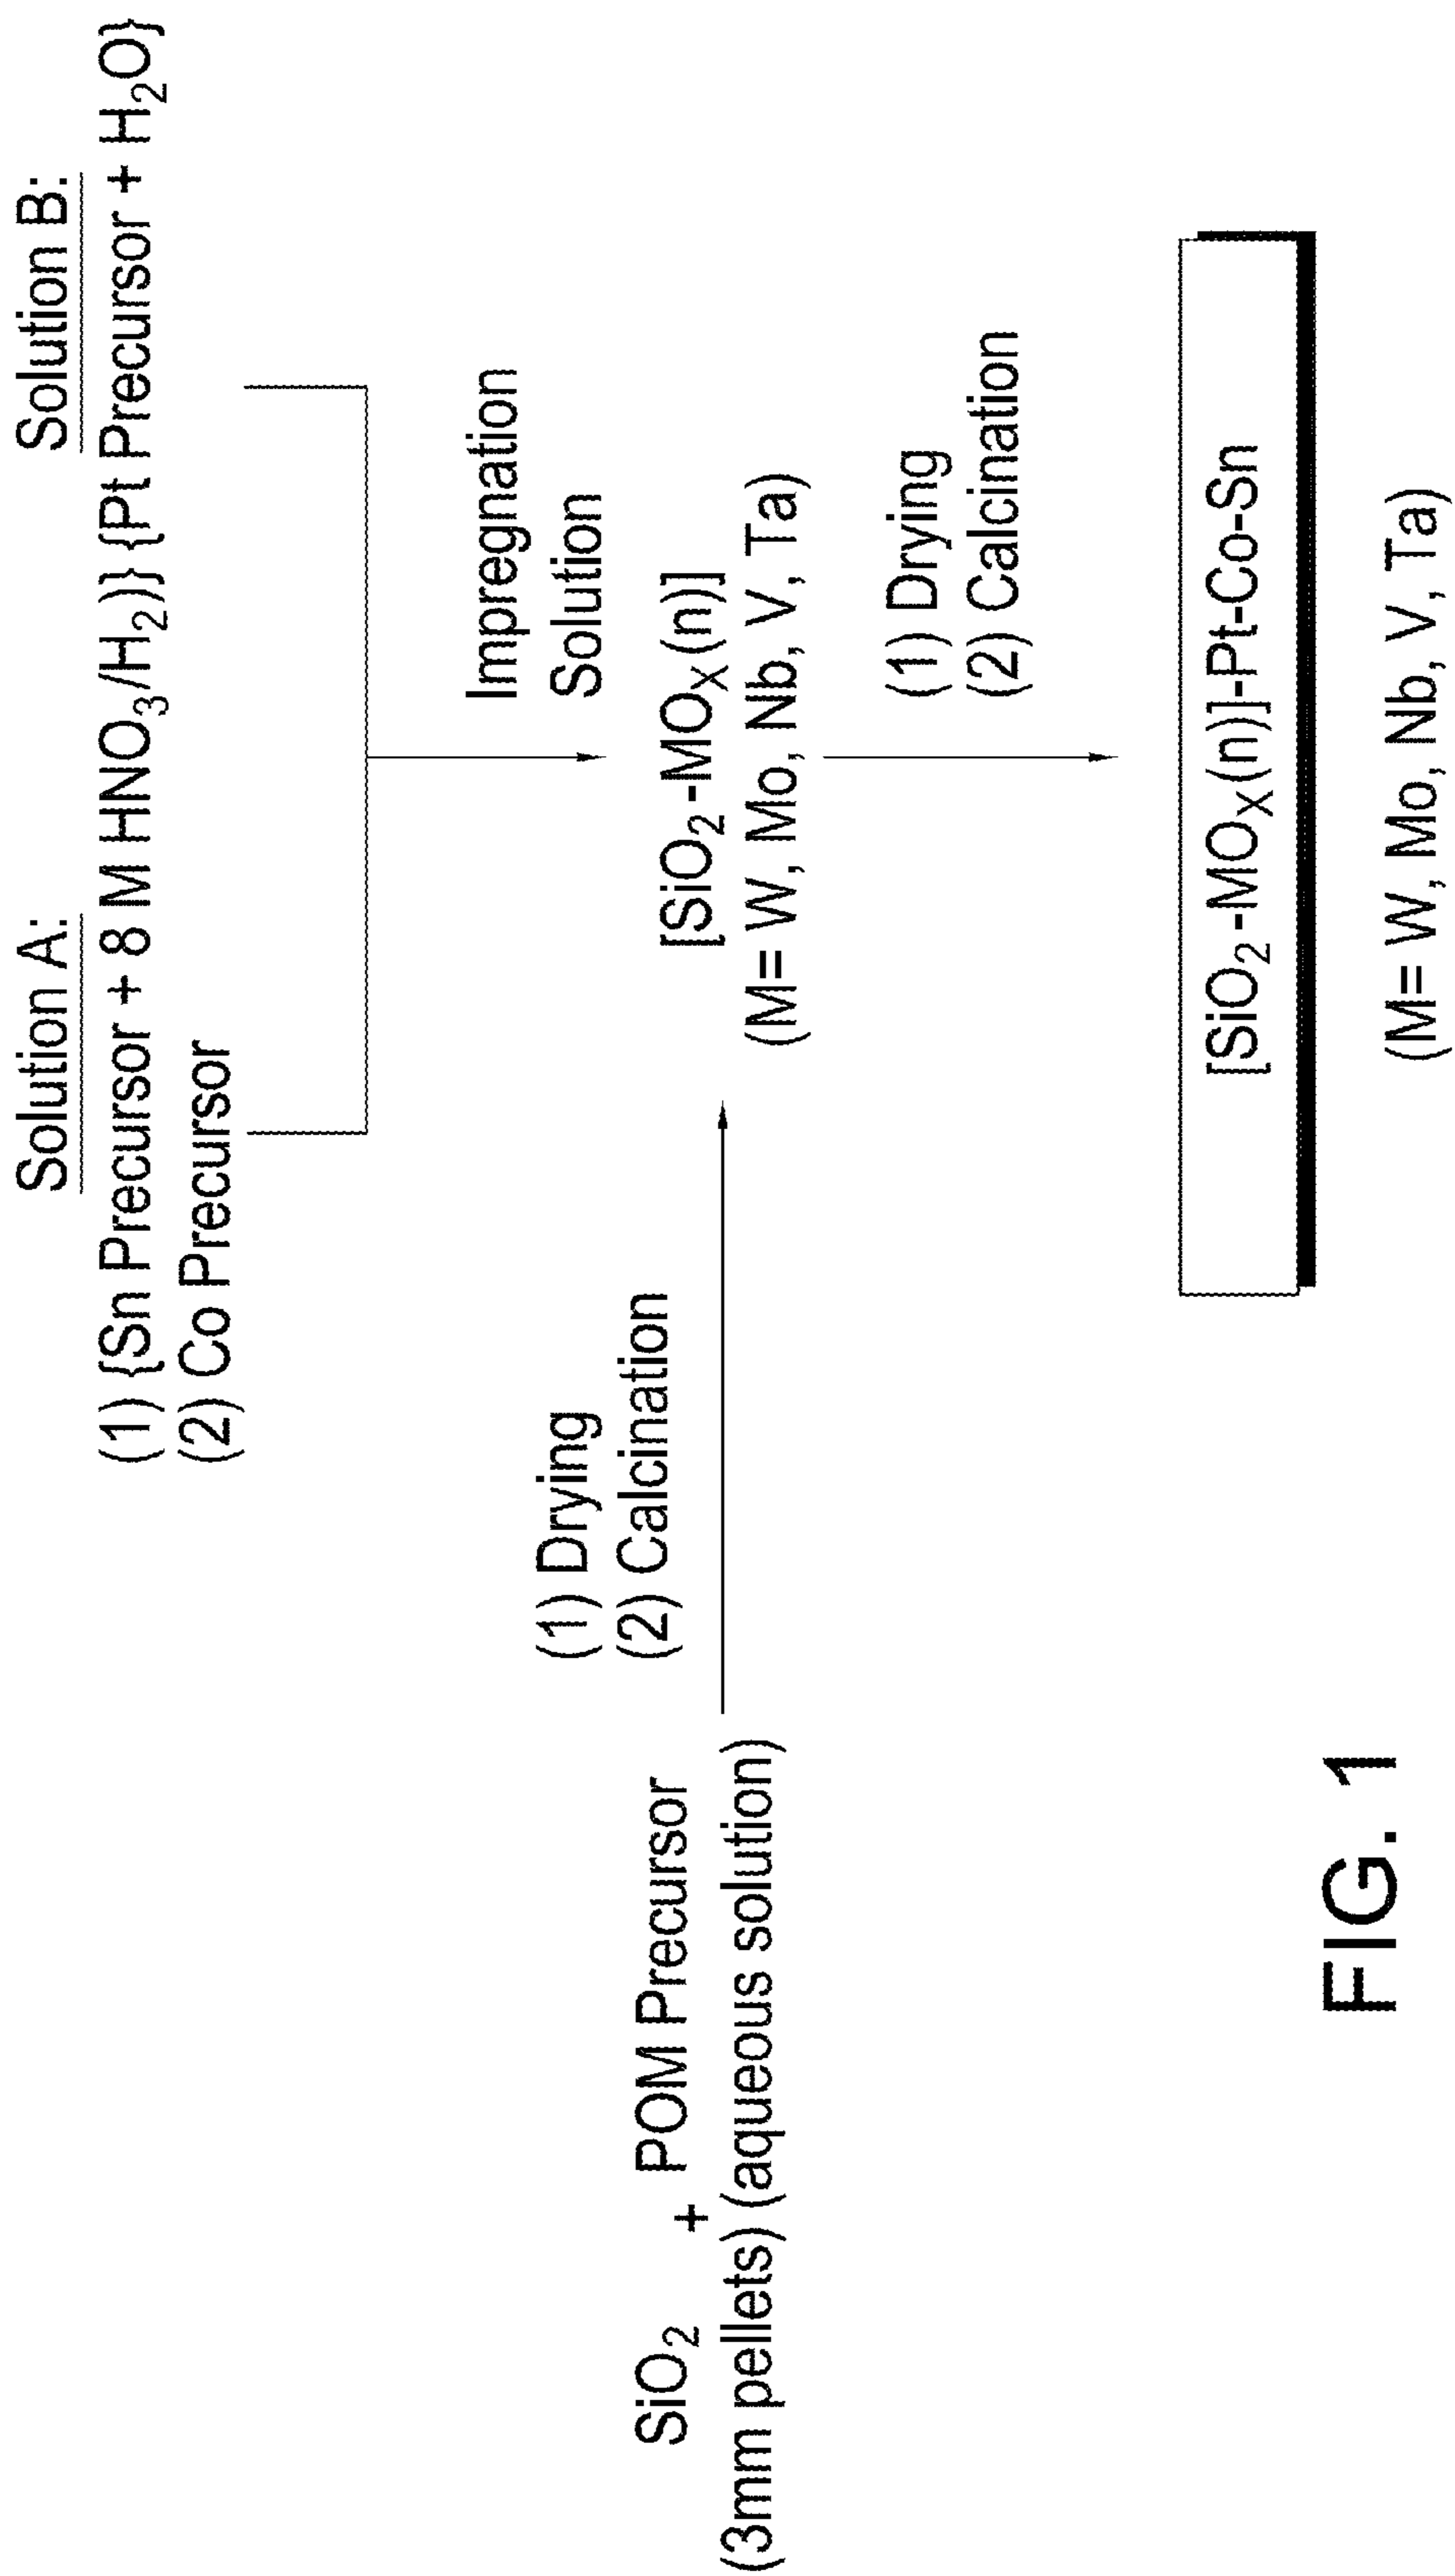 Solution A:
Solution B:
(1) {Sn Precursor + 8 M HNO₃/H₂)} {Pt Precursor + H₂O}
(2) Co Precursor
Impregnation
Solution
(1) Drying
(2) Calcination
SiO₂ + POM Precursor
(3mm pellets) (aqueous solution)
[SiO₂-MOₓ(n)]
(M= W, Mo, Nb, V, Ta)
(1) Drying
(2) Calcination
[SiO₂-MOₓ(n)]-Pt-Co-Sn
(M= W, Mo, Nb, V, Ta)
FIG. 1